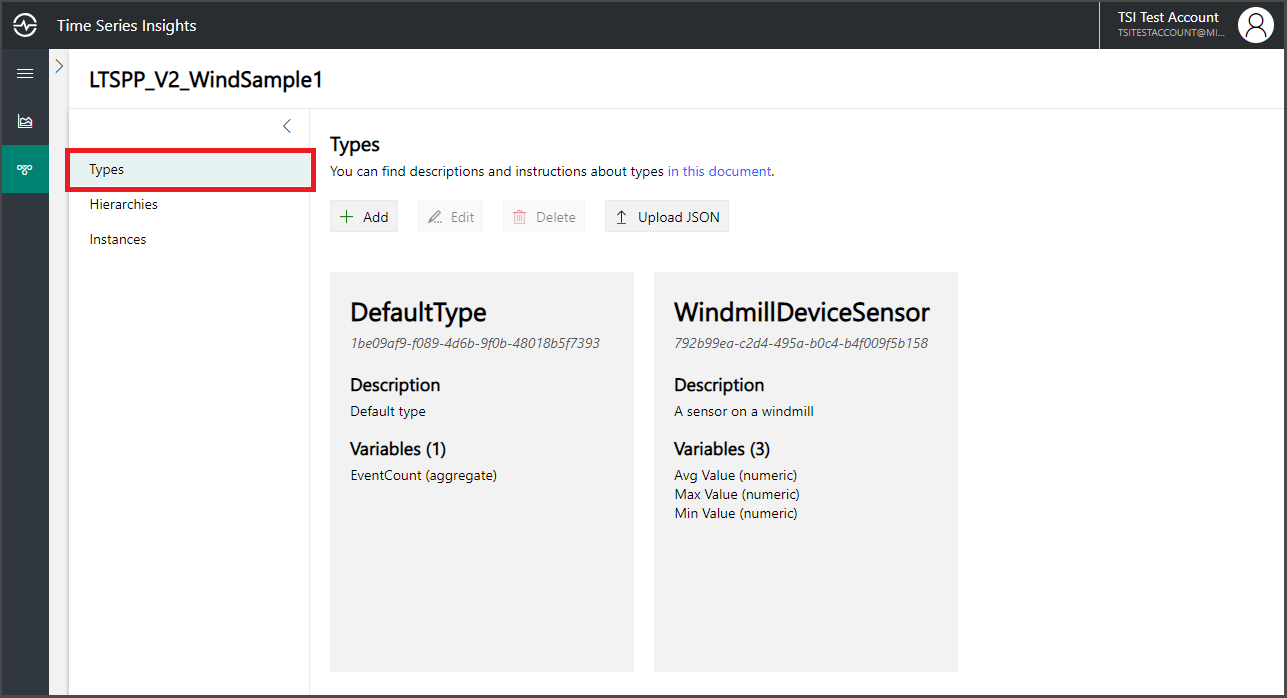 Time Series Insights
TSI Test Account
TSITESTACCOUNT@MI...
LTSPP_V2_WindSample1
Types
Hierarchies
Instances
Types
You can find descriptions and instructions about types in this document.
Add
Edit
Delete
Upload JSON
DefaultType
1be09af9-f089-4d6b-9f0b-48018b5f7393
Description
Default type
Variables (1)
EventCount (aggregate)
WindmillDeviceSensor
792b99ea-c2d4-495a-b0c4-b4f009f5b158
Description
A sensor on a windmill
Variables (3)
Avg Value (numeric)
Max Value (numeric)
Min Value (numeric)